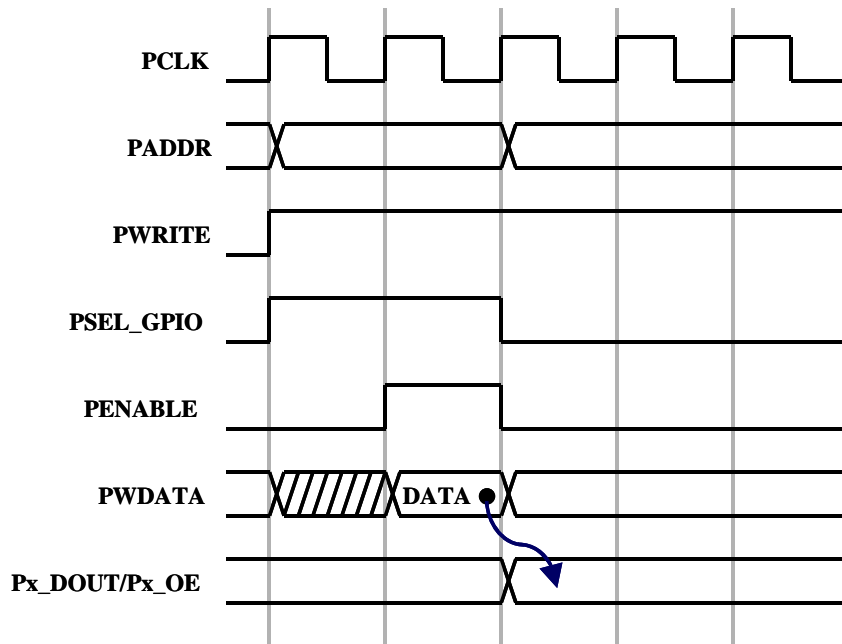 PCLK
PADDR
PWRITE
PSEL_GPIO
PENABLE
PWDATA DATA
Px_DOUT/Px_OE